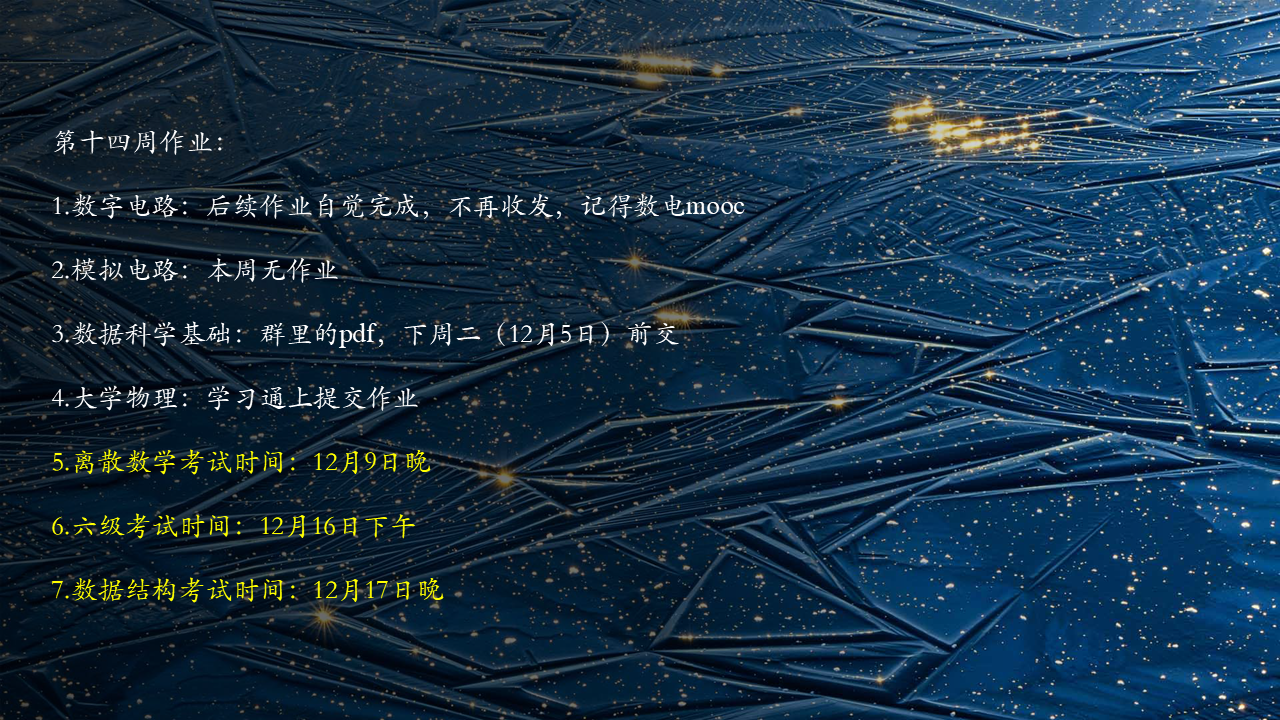 第十四周作业：
1.数字电路：后续作业自觉完成，不再收发，记得数电mooc
2.模拟电路：本周无作业
3.数据科学基础：群里的pdf，下周二（12月5日）前交
4.大学物理：学习通上提交作业
5.离散数学考试时间：12月9日晚
6.六级考试时间：12月16日下午
7.数据结构考试时间：12月17日晚